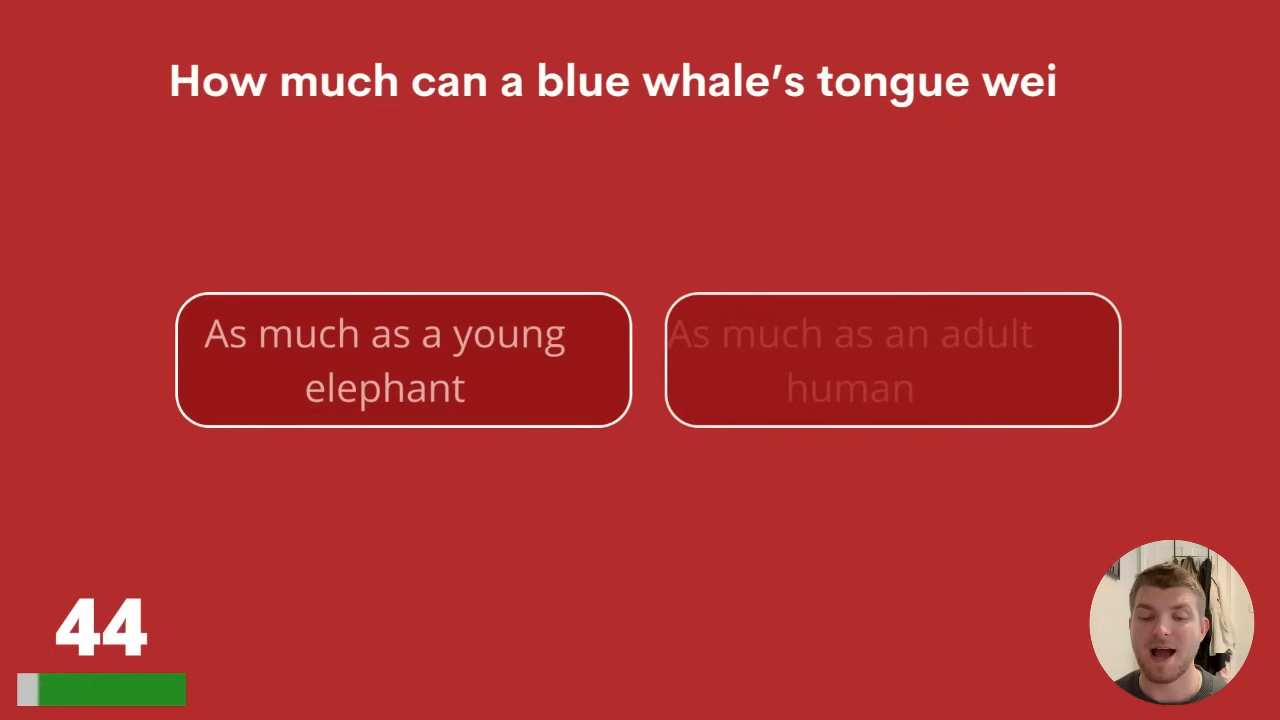 How much can a blue whale’s tongue wei
As much as a young
elephant
As much as an adult
human
44